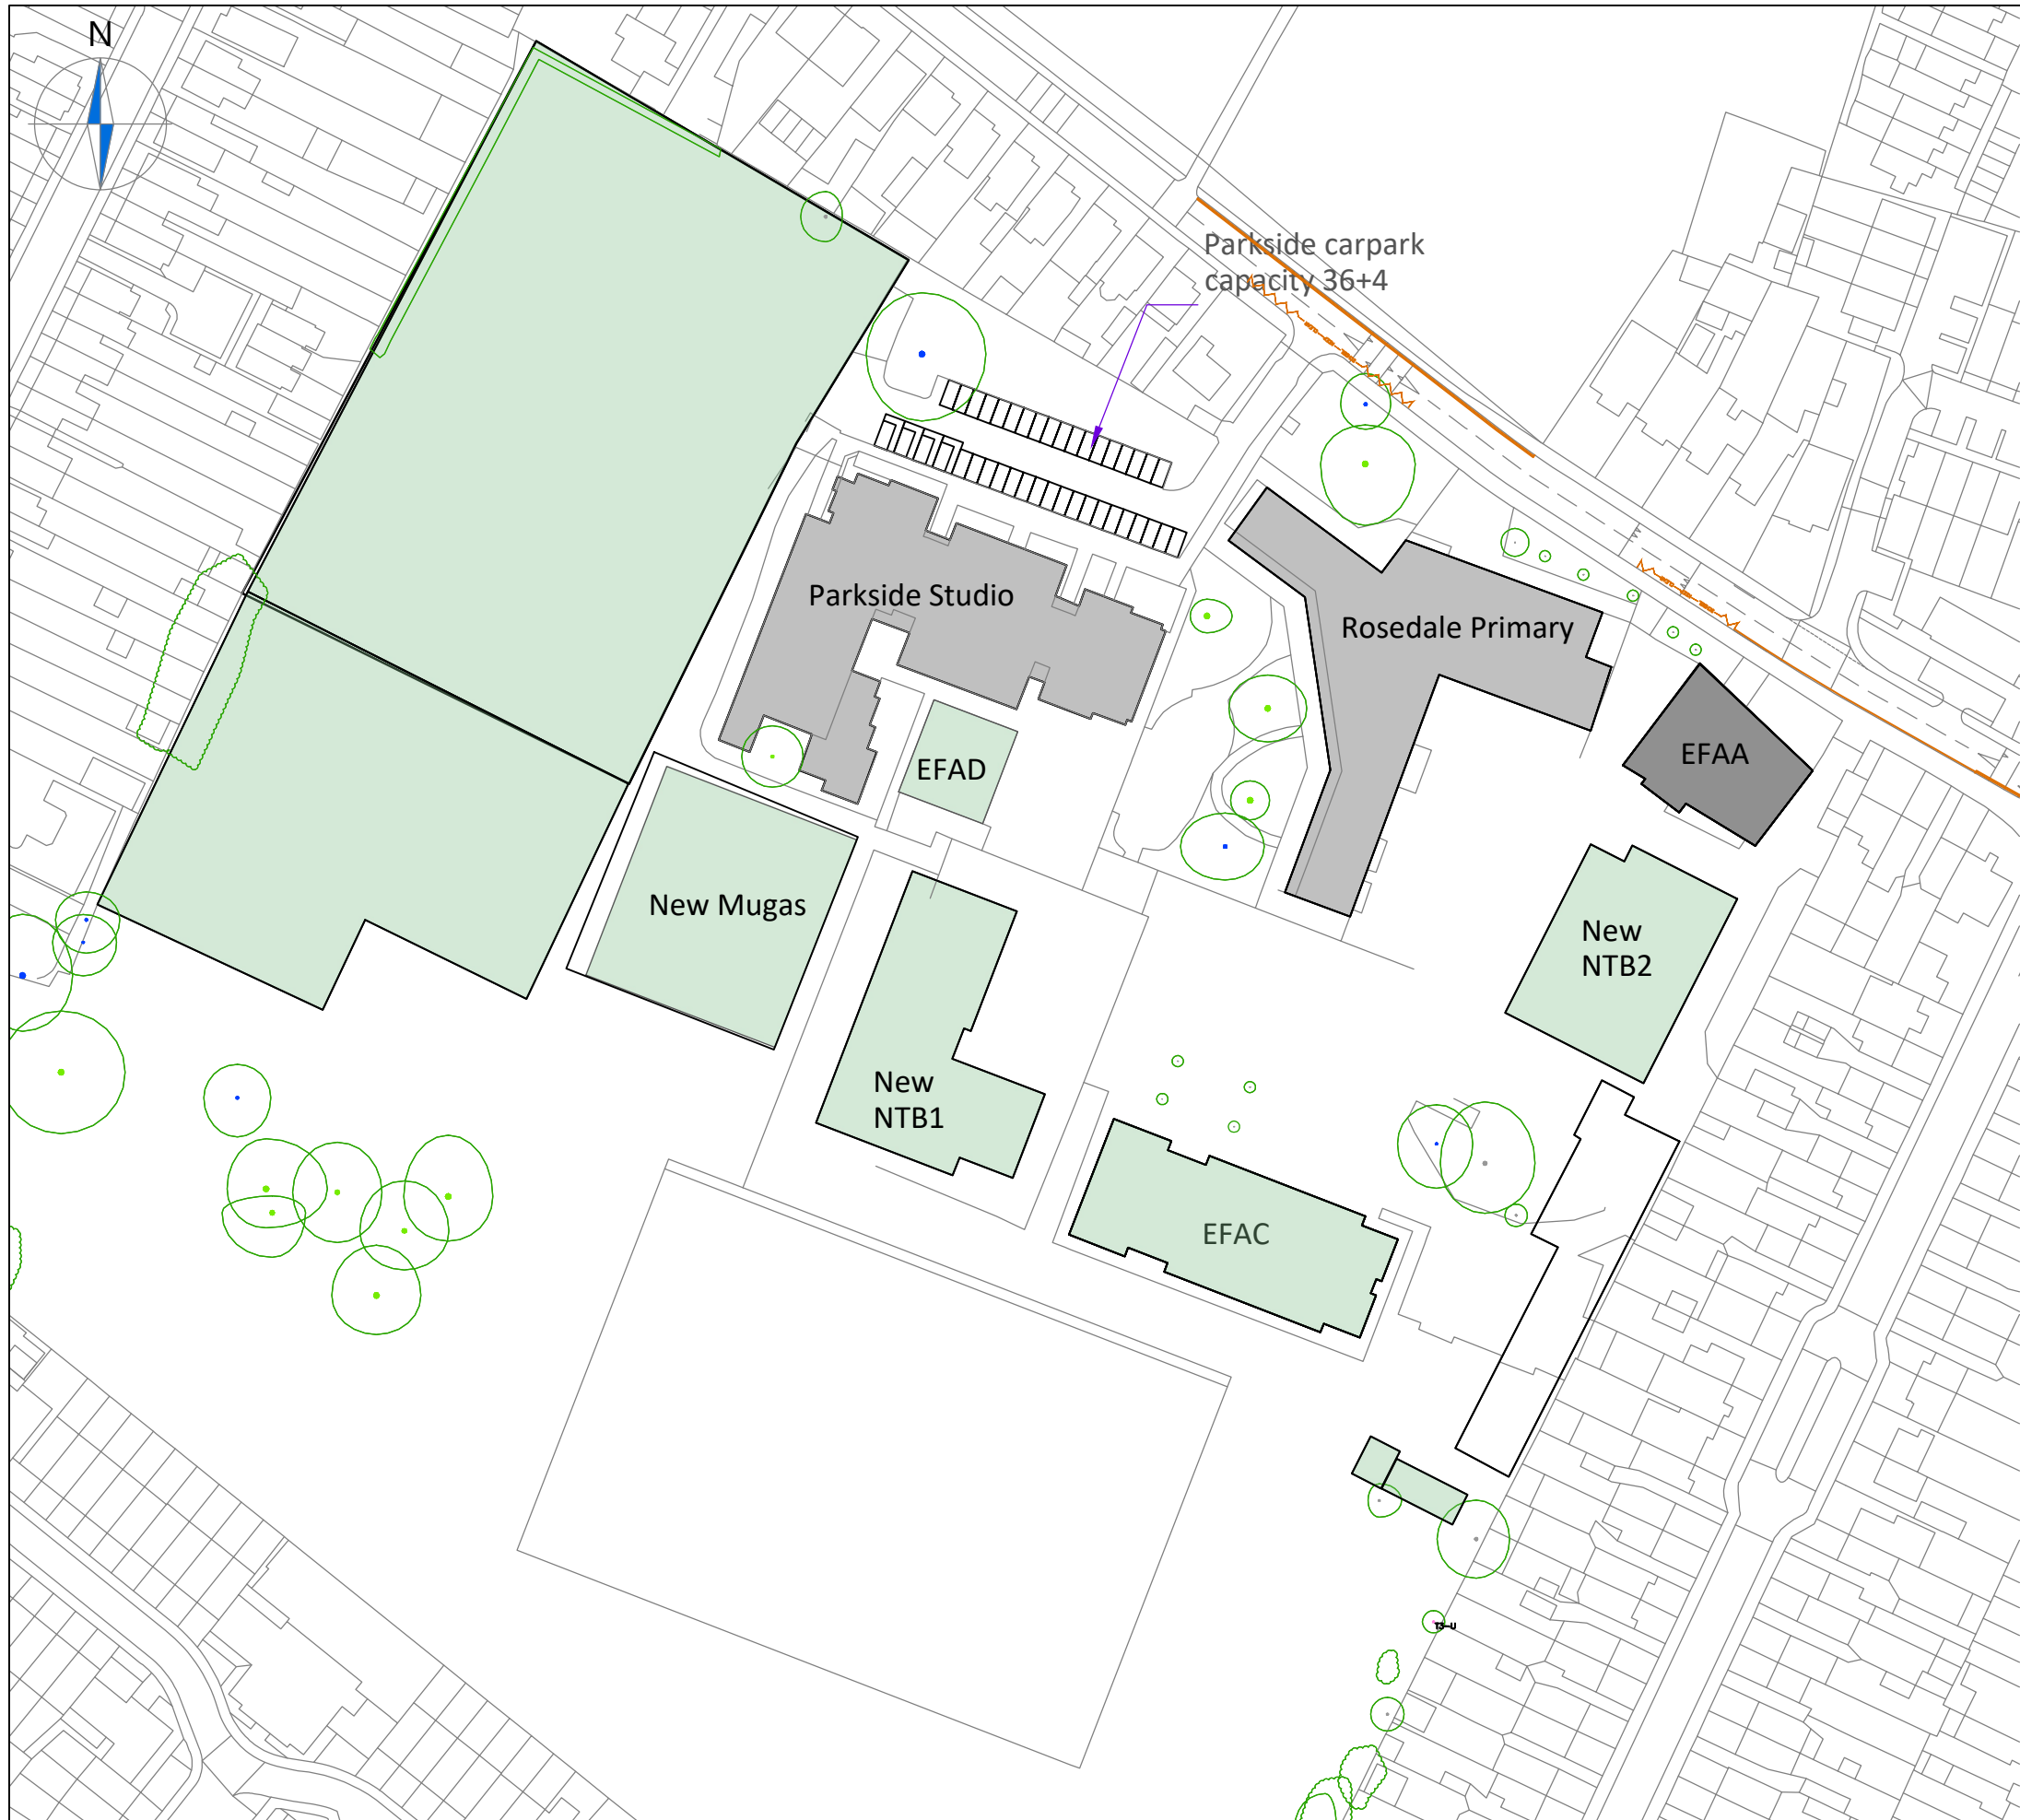 N
Parkside carpark
capacity 36+4
Parkside Studio
Rosedale Primary
EFAA
EFAD
New Mugas
New
NTB2
New
NTB1
EFAC